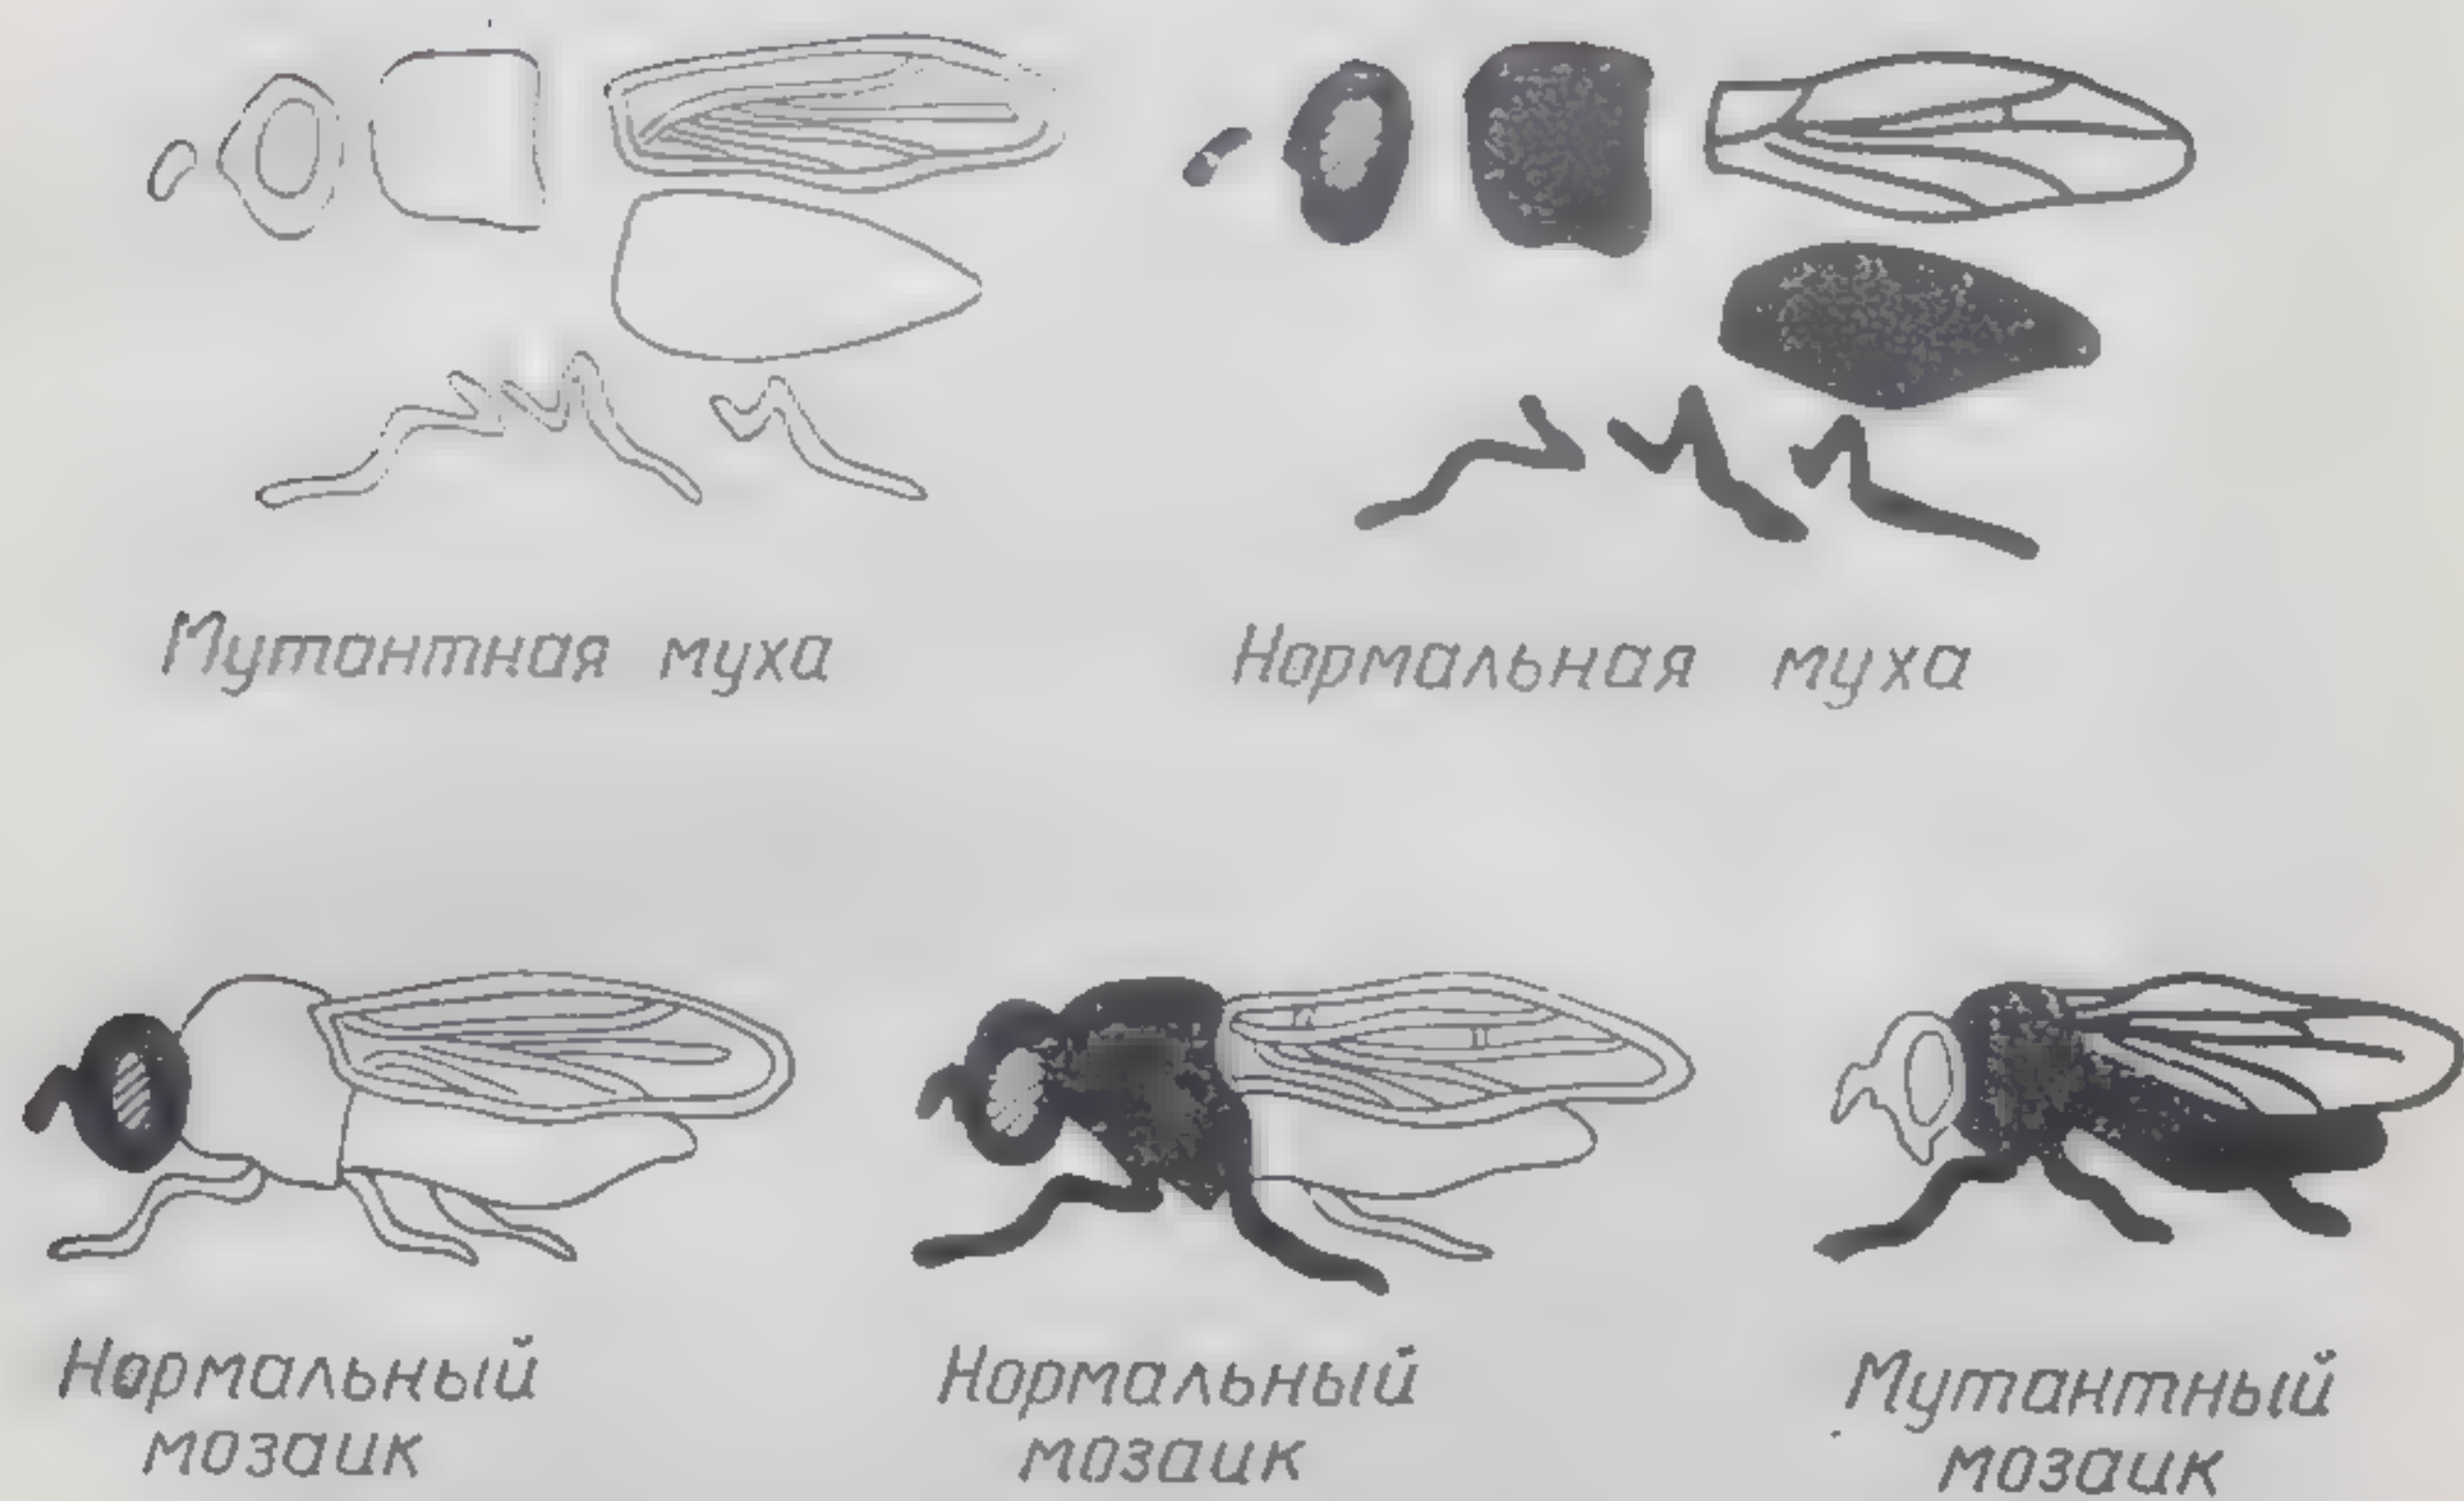 Мутантная муха
Нормальная муха
Нормальный
мозаик
Нормальный
мозаик
Мутантный
мозаик